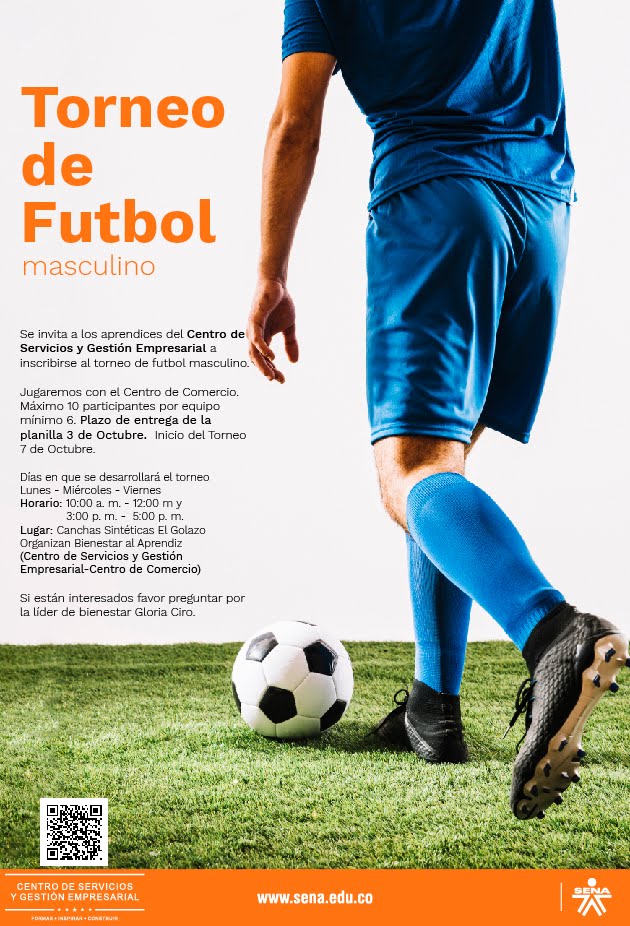 Torneo
de
Futbol
masculino
Se invita a los aprendices del Centro de
Servicios y Gestión Empresarial a
inscribirse al torneo de futbol masculino.
Jugaremos con el Centro de Comercio.
Máximo 10 participantes por equipo
mínimo 6. Plazo de entrega de la
planilla 3 de Octubre. Inicio del Torneo
7 de Octubre.
Días en que se desarrollará el torneo
Lunes - Miércoles - Viernes
Horario: 10:00 a. m. - 12:00 m y
3:00 p. m. - 5:00 p. m.
Lugar: Canchas Sintéticas El Golazo
Organizan Bienestar al Aprendiz
(Centro de Servicios y Gestión
Empresarial-Centro de Comercio)
Si están interesados favor preguntar por
la líder de bienestar Gloria Ciro.
CENTRO DE SERVICIOS
Y GESTIÓN EMPRESARIAL
FORMAR • INSPIRAR • CONSTRUIR
www.sena.edu.co
SENA